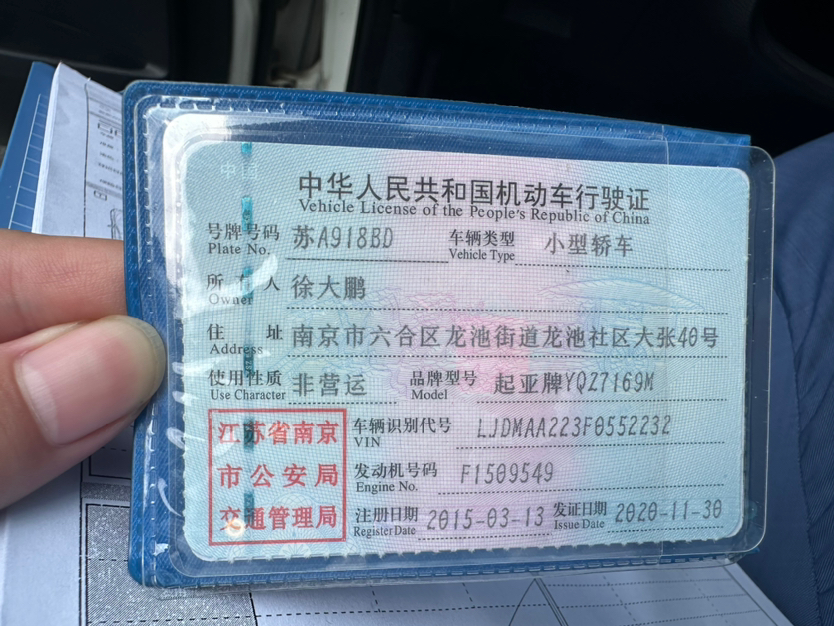 中华人民共和国机动车行驶证
Vehicle License of the People's Republic of China
号牌号码 苏A918BD 车辆类型 小型轿车
Plate No. Vehicle Type
所有人 徐大鹏
Owner
住址 南京市六合区龙池街道龙池社区大张40号
Address
使用性质 非营运 品牌型号 起亚牌YQZ7169M
Use Character Model
江苏省南京
市公安局
交通管理局
车辆识别代号 LJDMAA223F0552232
VIN
发动机号码 F1509549
Engine No.
注册日期 2015-03-13 发证日期 2020-11-30
Register Date Issue Date